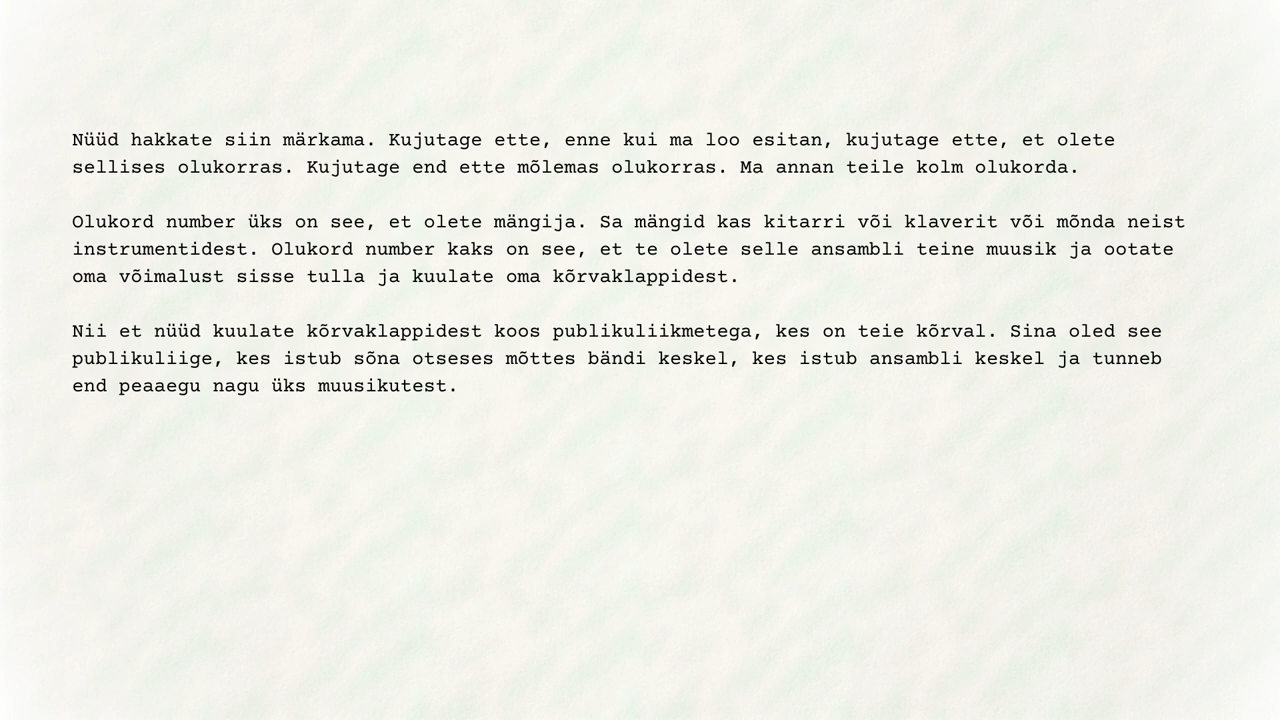 Nüüd hakkate siin märkama. Kujutage ette, enne kui ma loo esitan, kujutage ette, et olete
sellises olukorras. Kujutage end ette mõlemas olukorras. Ma annan teile kolm olukorda.
Olukord number üks on see, et olete mängija. Sa mängid kas kitarri või klaverit või mõnda neist
instrumentidest. Olukord number kaks on see, et te olete selle ansambli teine muusik ja ootate
oma võimalust sisse tulla ja kuulate oma kõrvaklappidest.
Nii et nüüd kuulate kõrvaklappidest koos publikuliikmetega, kes on teie kõrval. Sina oled see
publikuliige, kes istub sõna otseses mõttes bändi keskel, kes istub ansambli keskel ja tunneb
end peaaegu nagu üks muusikutest.